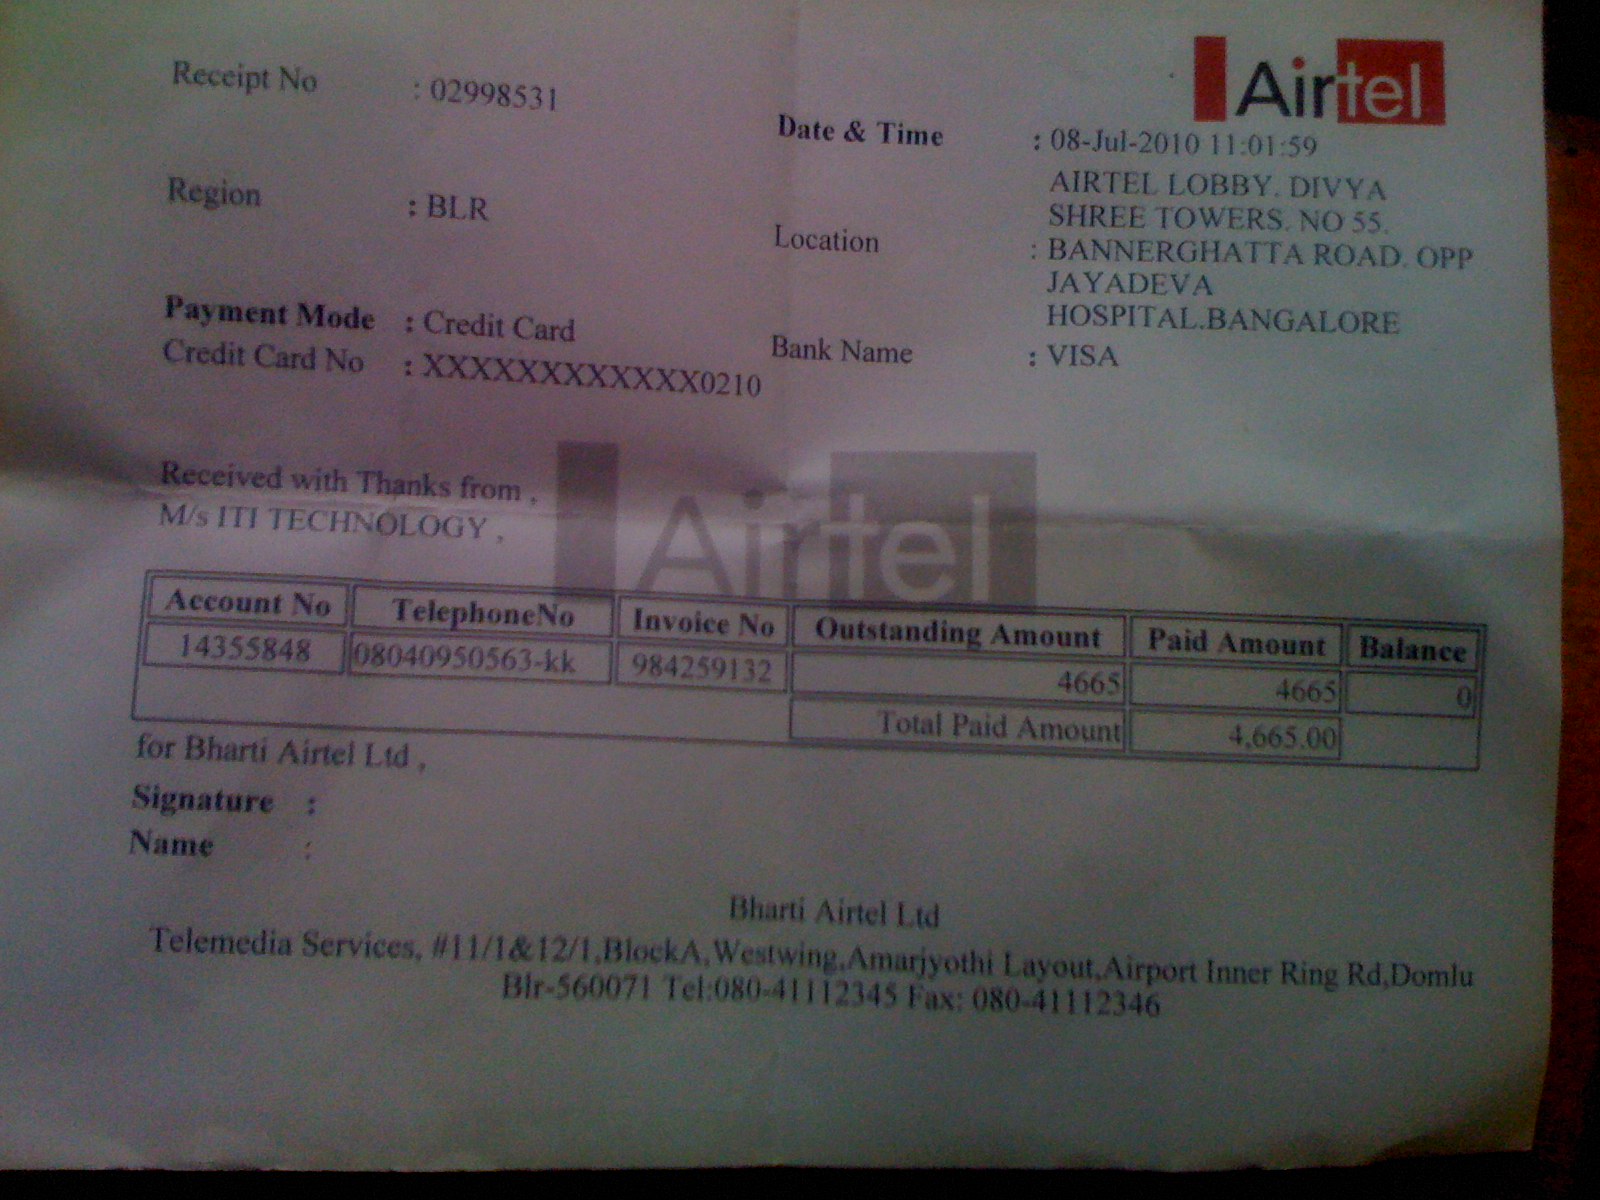 Airtel
Receipt No : 02998531
Date & Time : 08-Jul-2010 11:01:59
Region : BLR
Location : AIRTEL LOBBY. DIVYA
SHREE TOWERS. NO 55.
BANNERGHATTA ROAD. OPP
JAYADEVA
HOSPITAL.BANGALORE
Payment Mode : Credit Card
Bank Name : VISA
Credit Card No : XXXXXXXXXXXX0210
Airtel
Received with Thanks from ,
M/s ITI TECHNOLOGY ,
Account No TelephoneNo Invoice No Outstanding Amount Paid Amount Balance
14355848 08040950563-kk 984259132 4665 4665 0
Total Paid Amount 4,665.00
for Bharti Airtel Ltd ,
Signature :
Name :
Bharti Airtel Ltd
Telemedia Services, #11/1&12/1,BlockA,Westwing,Amarjyothi Layout,Airport Inner Ring Rd,Domlu
Blr-560071 Tel:080-41112345 Fax: 080-41112346